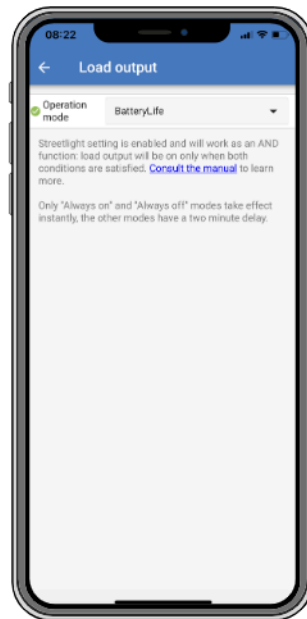 08:22
Load output
Operation
mode
BatteryLife
Streetlight setting is enabled and will work as an AND
function: load output will be on only when both
conditions are satisfied. Consult the manual to learn
more.
Only "Always on" and "Always off" modes take effect
instantly, the other modes have a two minute delay.